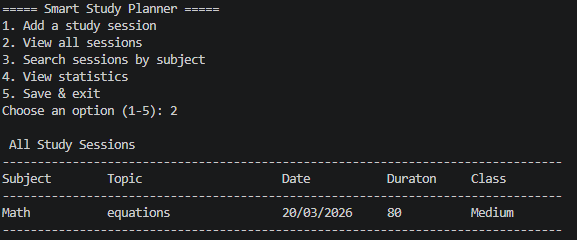 ===== Smart Study Planner =====
1. Add a study session
2. View all sessions
3. Search sessions by subject
4. View statistics
5. Save & exit
Choose an option (1-5): 2
All Study Sessions
--------------------------------------------------------------------------------
Subject Topic Date Duraton Class
--------------------------------------------------------------------------------
Math equations 20/03/2026 80 Medium
--------------------------------------------------------------------------------